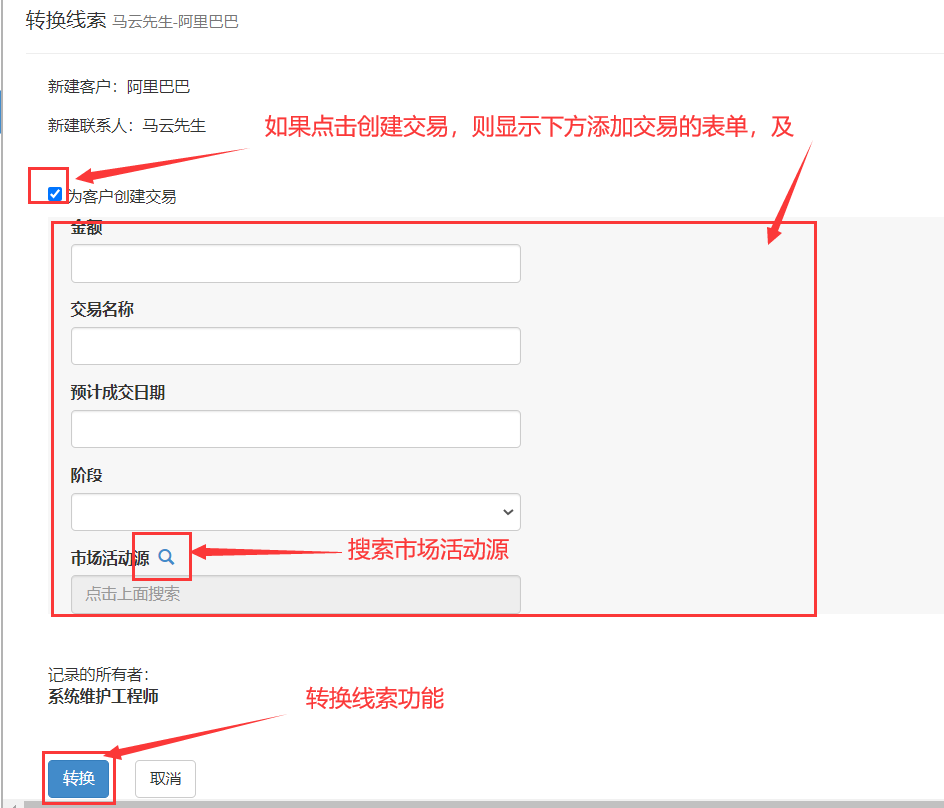 转换线索 马云先生-阿里巴巴
新建客户：阿里巴巴
新建联系人：马云先生
如果点击创建交易，则显示下方添加交易的表单，及
为客户创建交易
金额
交易名称
预计成交日期
阶段
市场活动源
搜索市场活动源
点击上面搜索
记录的所有者：
系统维护工程师
转换线索功能
转换 取消